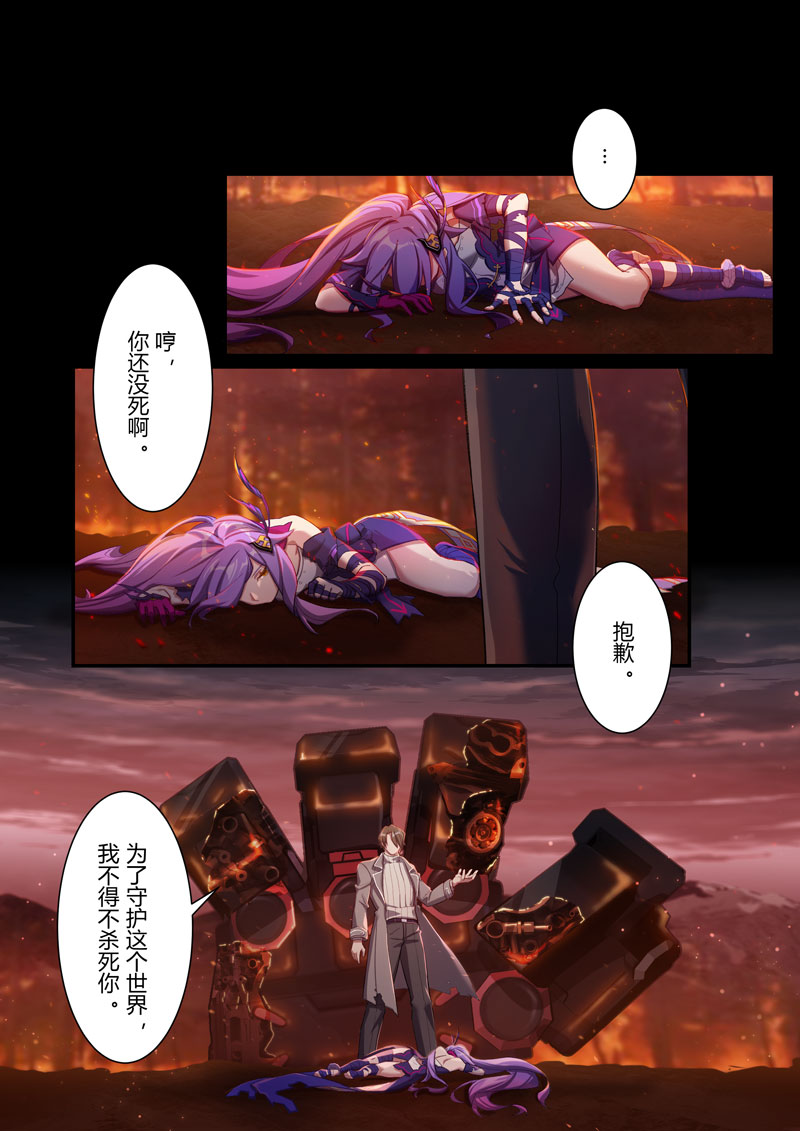 …
哼，
你还没死啊。
抱歉。
为了守护这个世界，
我不得不杀死你。